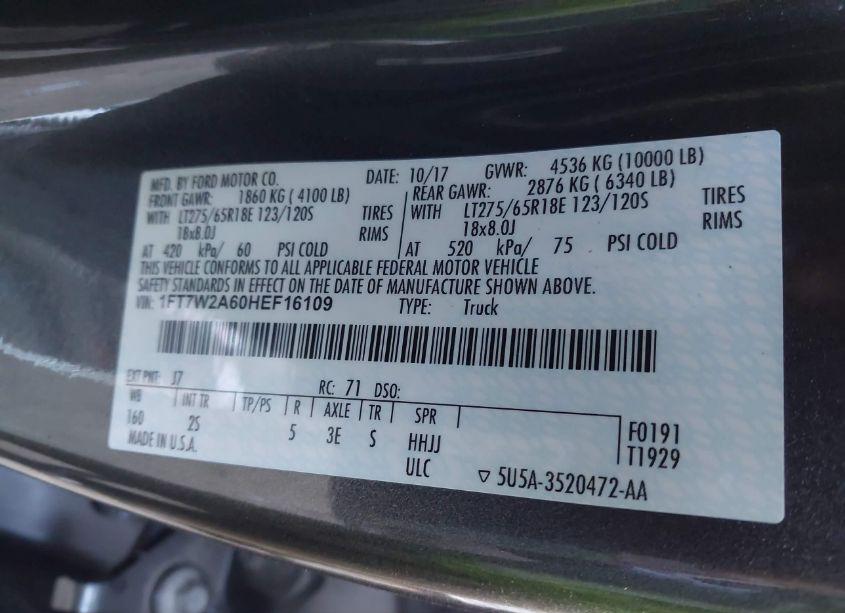 MFD. BY FORD MOTOR CO. DATE: 10/17 GVWR: 4536 KG (10000 LB)
FRONT GAWR: 1860 KG ( 4100 LB) REAR GAWR: 2876 KG ( 6340 LB)
WITH LT275/65R18E 123/120S TIRES WITH LT275/65R18E 123/120S TIRES
18x8.0J RIMS 18x8.0J RIMS
AT 420 kPa/ 60 PSI COLD AT 520 kPa/ 75 PSI COLD
THIS VEHICLE CONFORMS TO ALL APPLICABLE FEDERAL MOTOR VEHICLE
SAFETY STANDARDS IN EFFECT ON THE DATE OF MANUFACTURE SHOWN ABOVE.
VIN: 1FT7W2A60HEF16109 TYPE: Truck
EXT PNT: J7 RC: 71 DSO:
WB INT TR TP/PS R AXLE TR SPR
160 2S 5 3E S HHJJ F0191
MADE IN U.S.A. ULC T1929
▽ 5U5A-3520472-AA